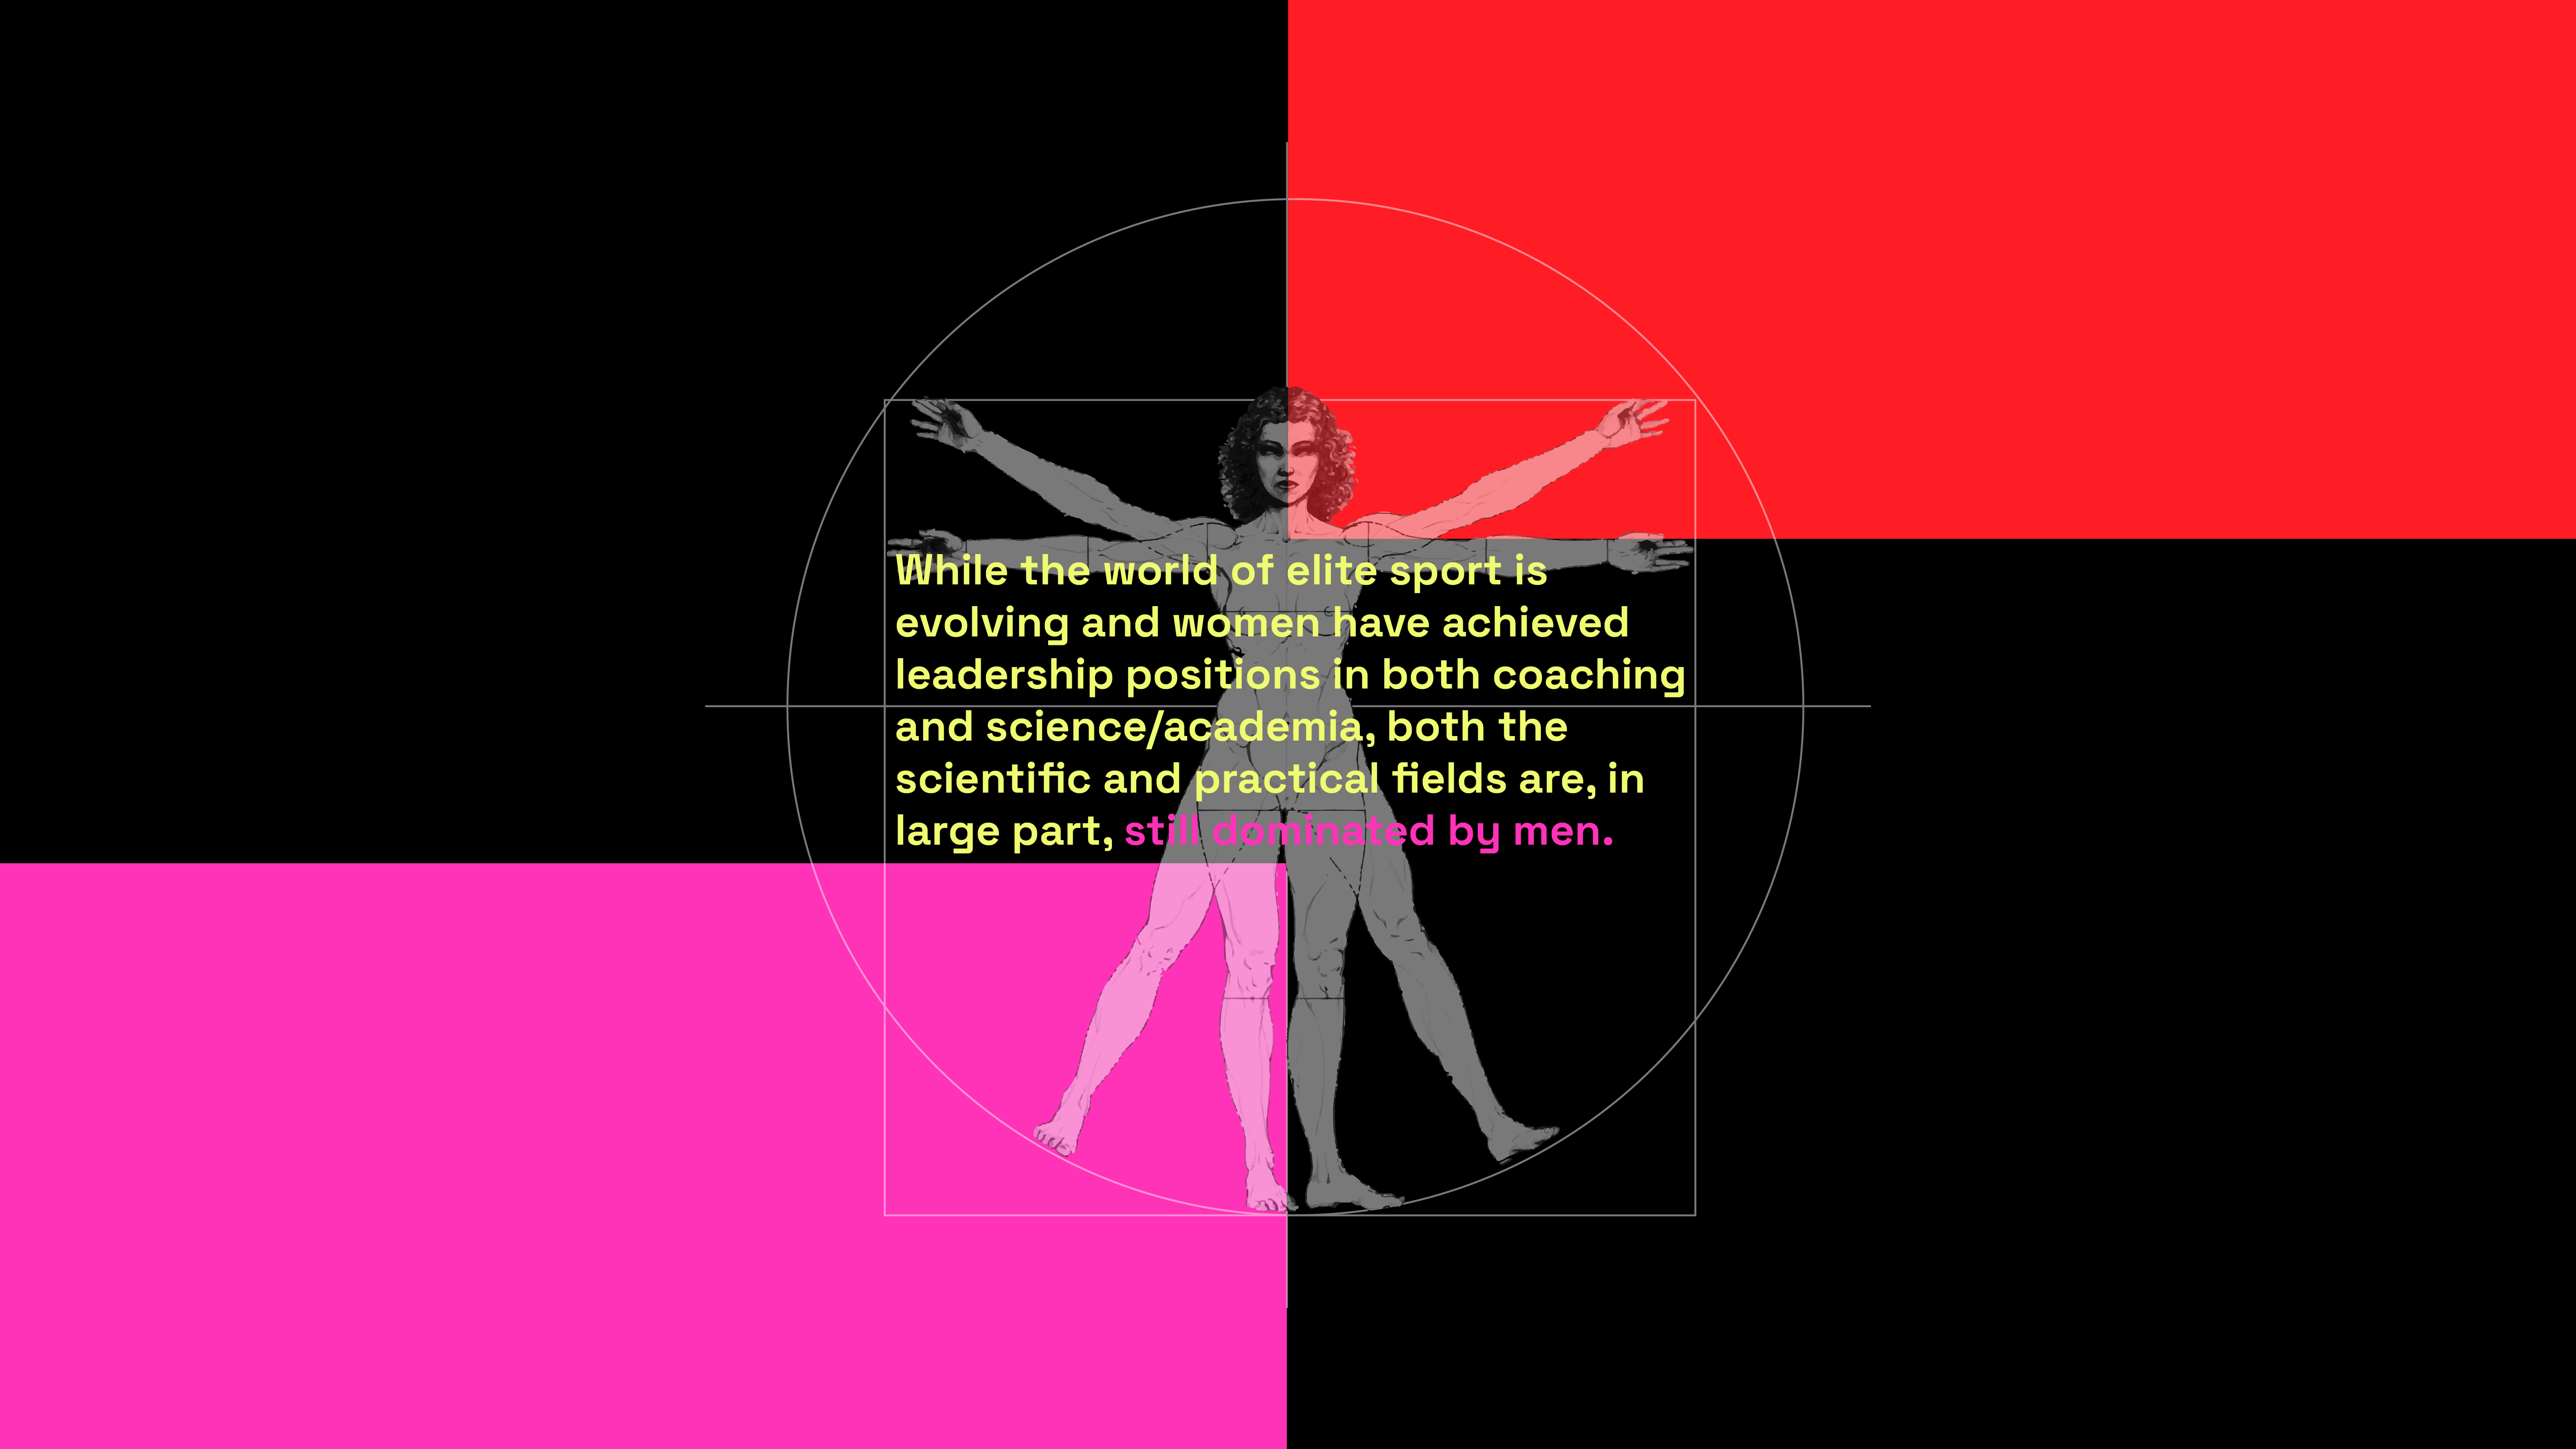 While the world of elite sport is
evolving and women have achieved
leadership positions in both coaching
and science/academia, both the
scientific and practical fields are, in
large part, still dominated by men.